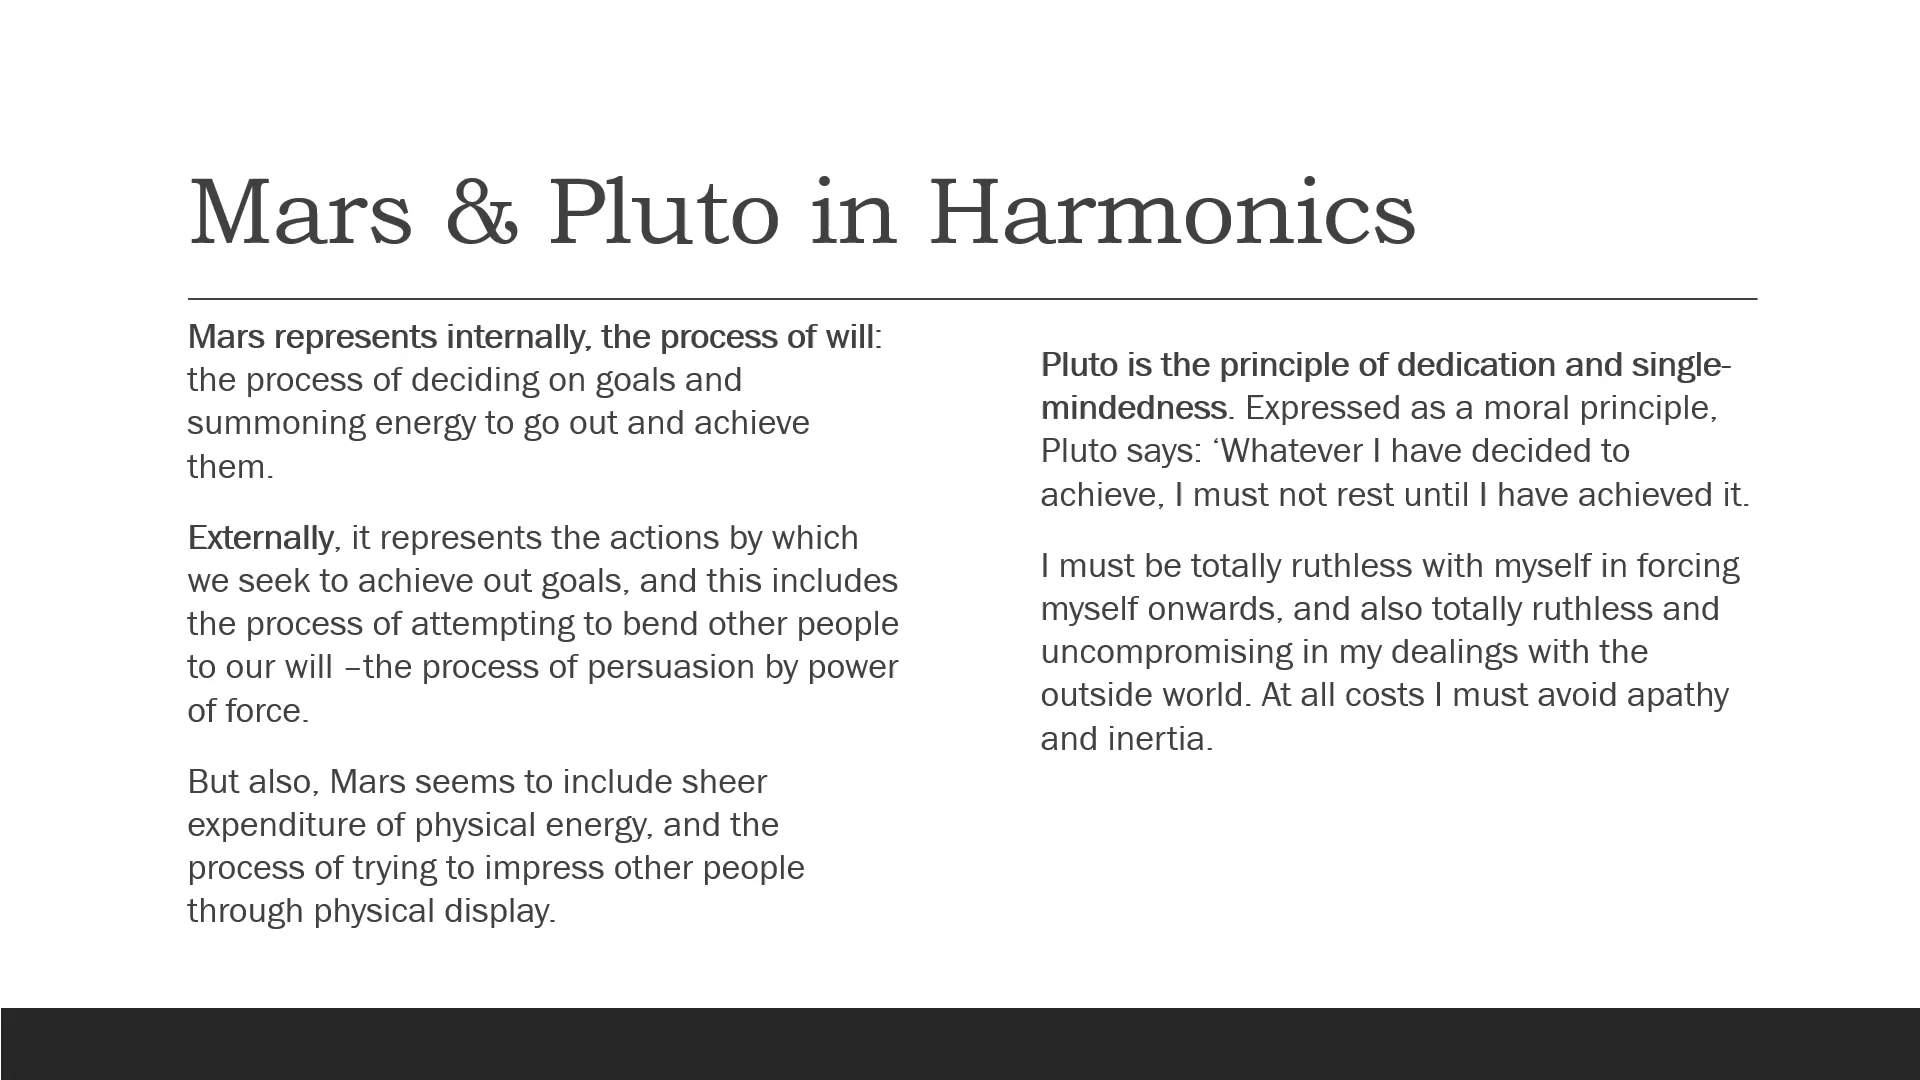 Mars & Pluto in Harmonics
Mars represents internally, the process of will:
the process of deciding on goals and
summoning energy to go out and achieve
them.
Externally, it represents the actions by which
we seek to achieve out goals, and this includes
the process of attempting to bend other people
to our will –the process of persuasion by power
of force.
But also, Mars seems to include sheer
expenditure of physical energy, and the
process of trying to impress other people
through physical display.
Pluto is the principle of dedication and single-
mindedness. Expressed as a moral principle,
Pluto says: ‘Whatever I have decided to
achieve, I must not rest until I have achieved it.
I must be totally ruthless with myself in forcing
myself onwards, and also totally ruthless and
uncompromising in my dealings with the
outside world. At all costs I must avoid apathy
and inertia.